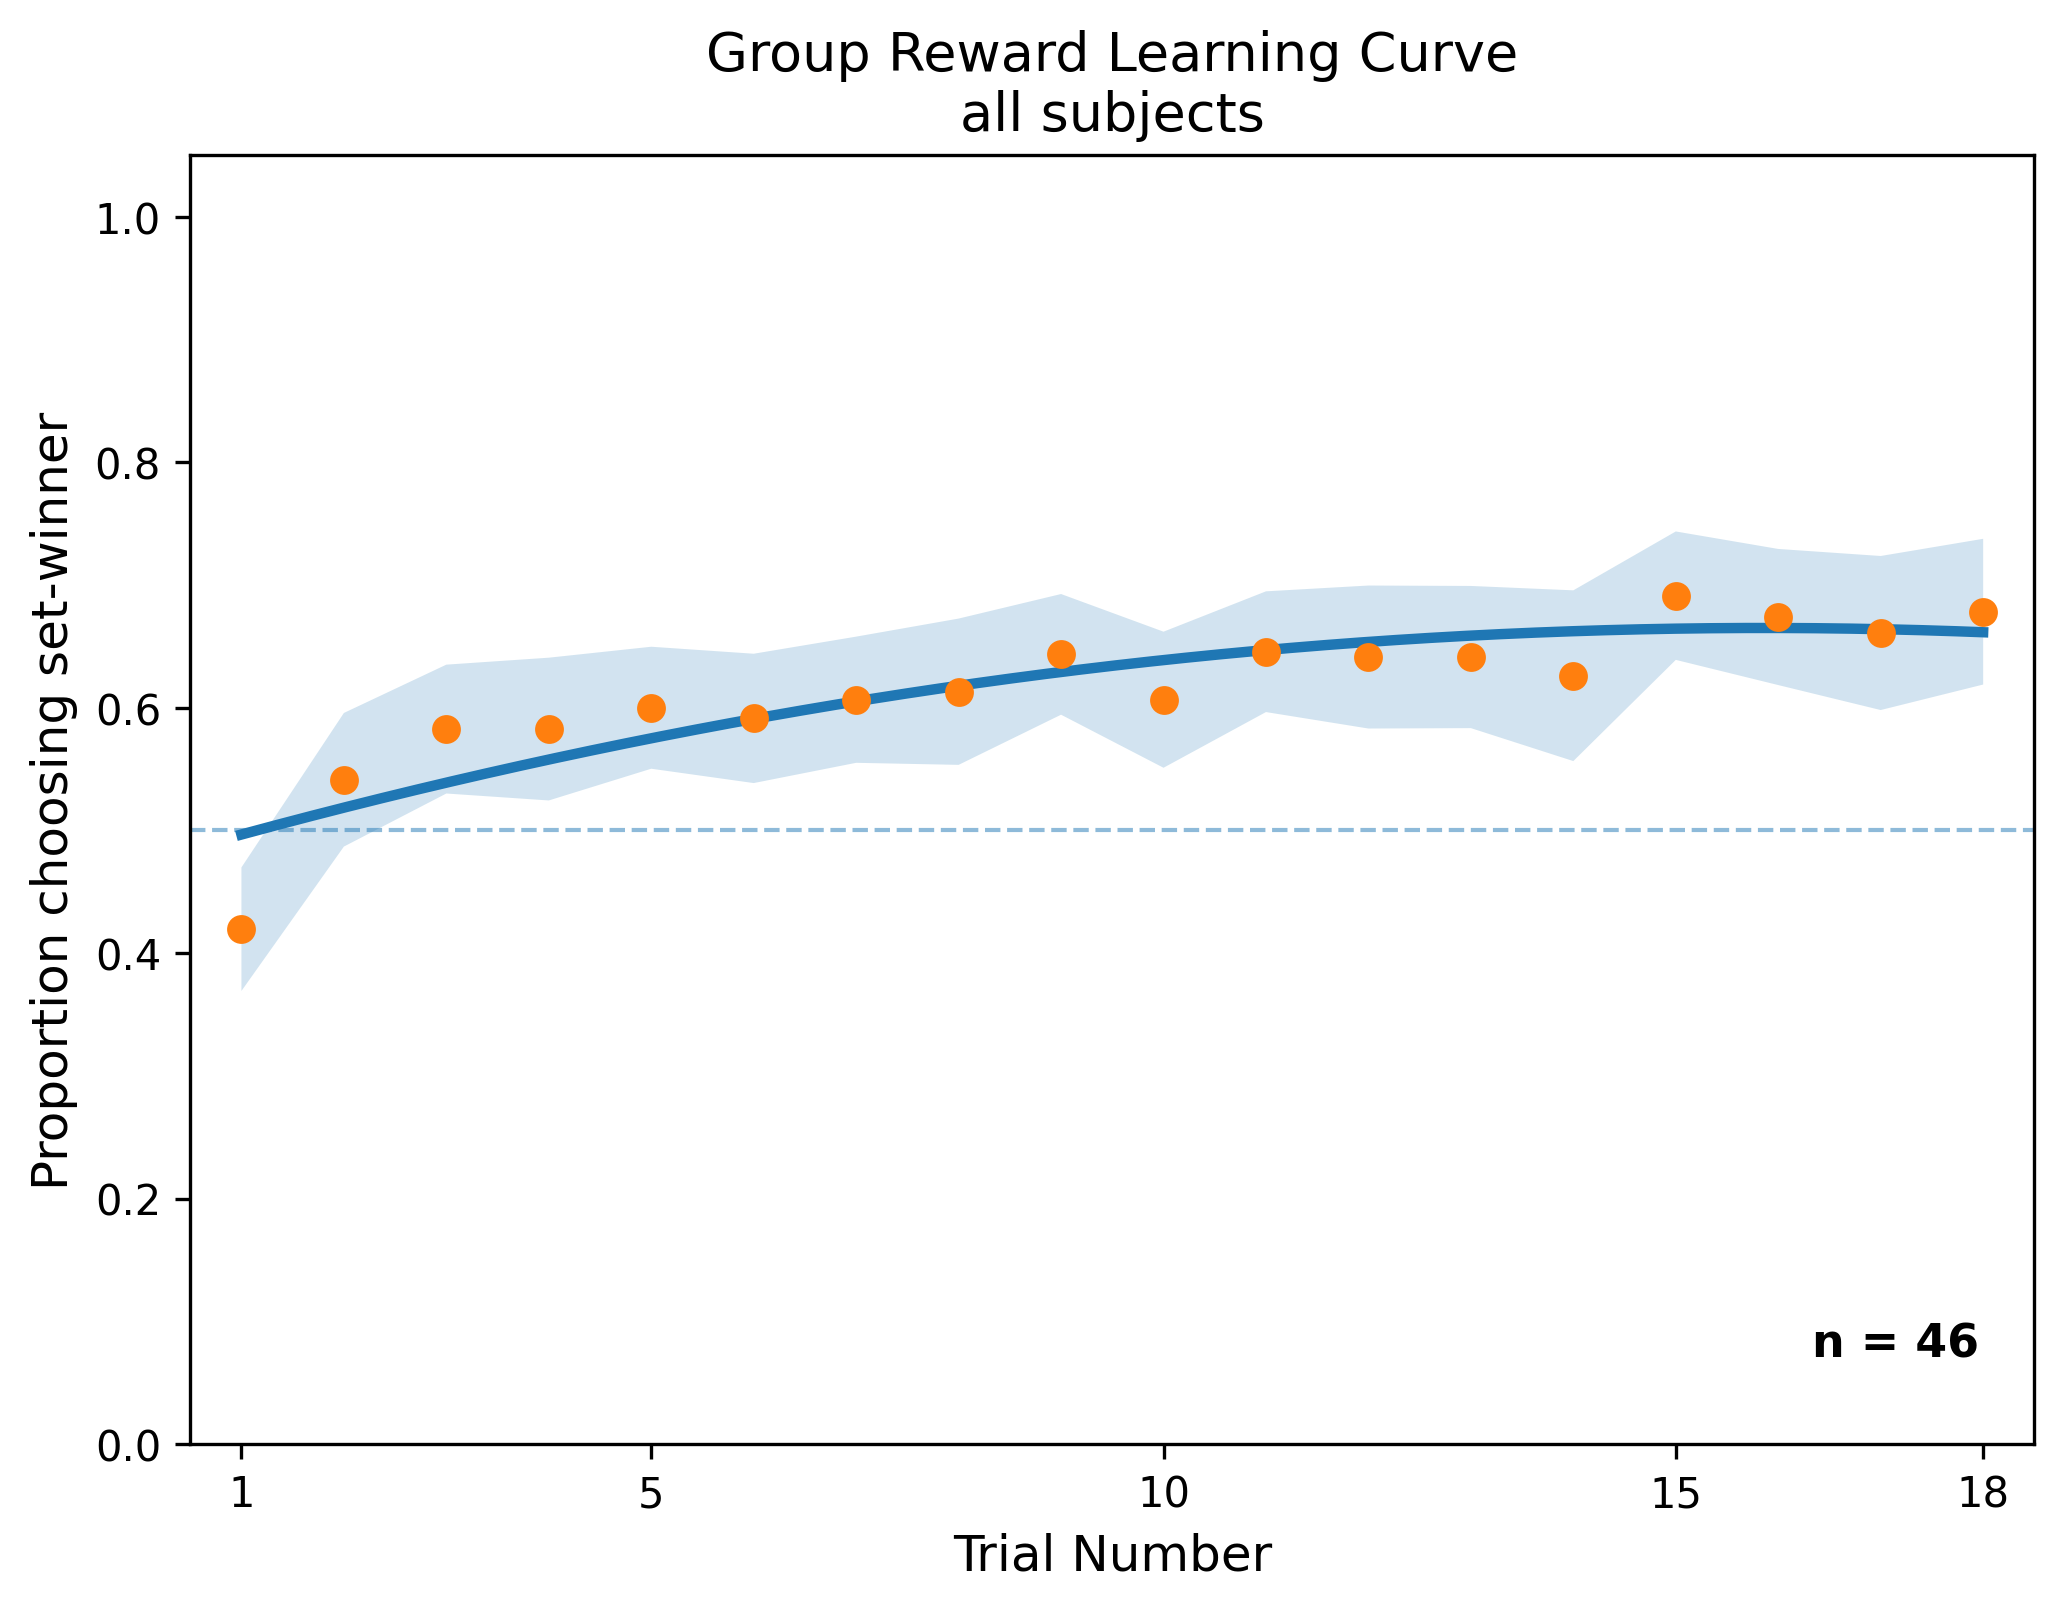 Group Reward Learning Curve
all subjects
Proportion choosing set-winner
1.0
0.8
0.6
0.4
0.2
0.0
n = 46
1 5 10 15 18
Trial Number